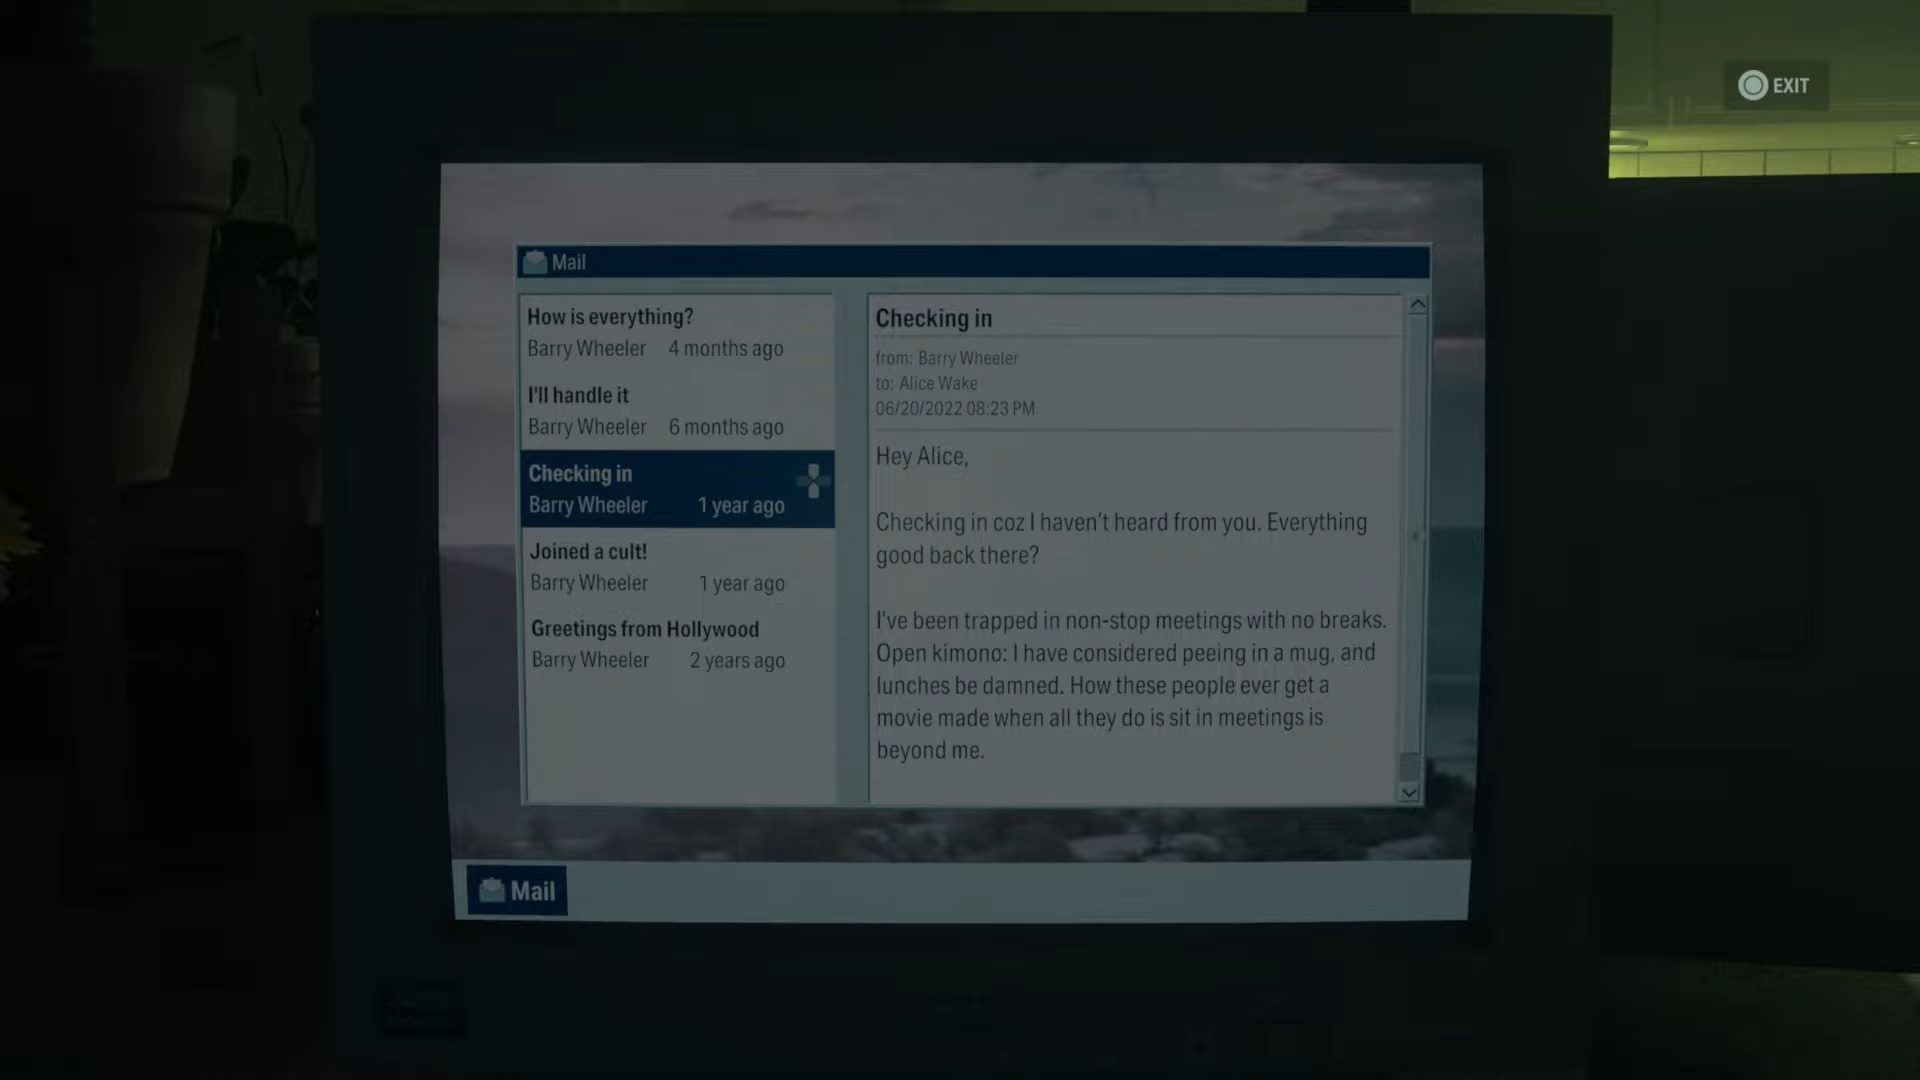 EXIT
Mail
How is everything?
Barry Wheeler 4 months ago
I'll handle it
Barry Wheeler 6 months ago
Checking in
Barry Wheeler 1 year ago
Joined a cult!
Barry Wheeler 1 year ago
Greetings from Hollywood
Barry Wheeler 2 years ago
Checking in
from: Barry Wheeler
to: Alice Wake
06/20/2022 08:23 PM
Hey Alice,
Checking in coz I haven't heard from you. Everything
good back there?
I've been trapped in non-stop meetings with no breaks.
Open kimono: I have considered peeing in a mug, and
lunches be damned. How these people ever get a
movie made when all they do is sit in meetings is
beyond me.
Mail